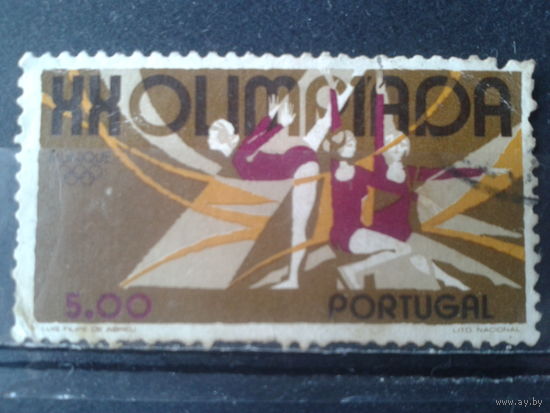 XX OLIMPIADA
MUNIQUE
5.00
PORTUGAL
LUIS FILIPE DE ABREU
LITO NACIONAL
www.ay.by